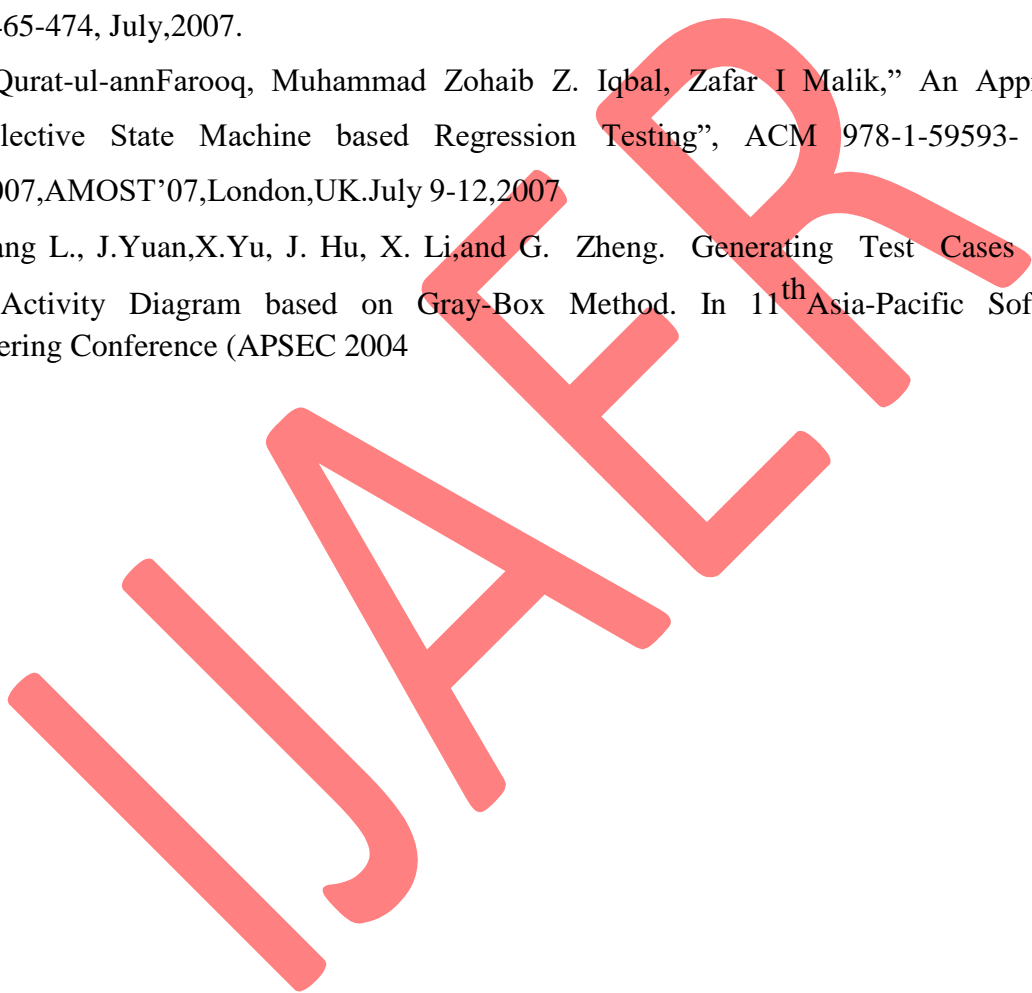 65-474, July,2007.
Qurat-ul-annFarooq, Muhammad Zohaib Z. Iqbal, Zafar I Malik,” An App
lective State Machine based Regression Testing”, ACM 978-1-59593-
007,AMOST’07,London,UK.July 9-12,2007
ang L., J.Yuan,X.Yu, J. Hu, X. Li,and G. Zheng. Generating Test Cases
Activity Diagram based on Gray-Box Method. In 11th Asia-Pacific Sof
ering Conference (APSEC 2004
IJAER